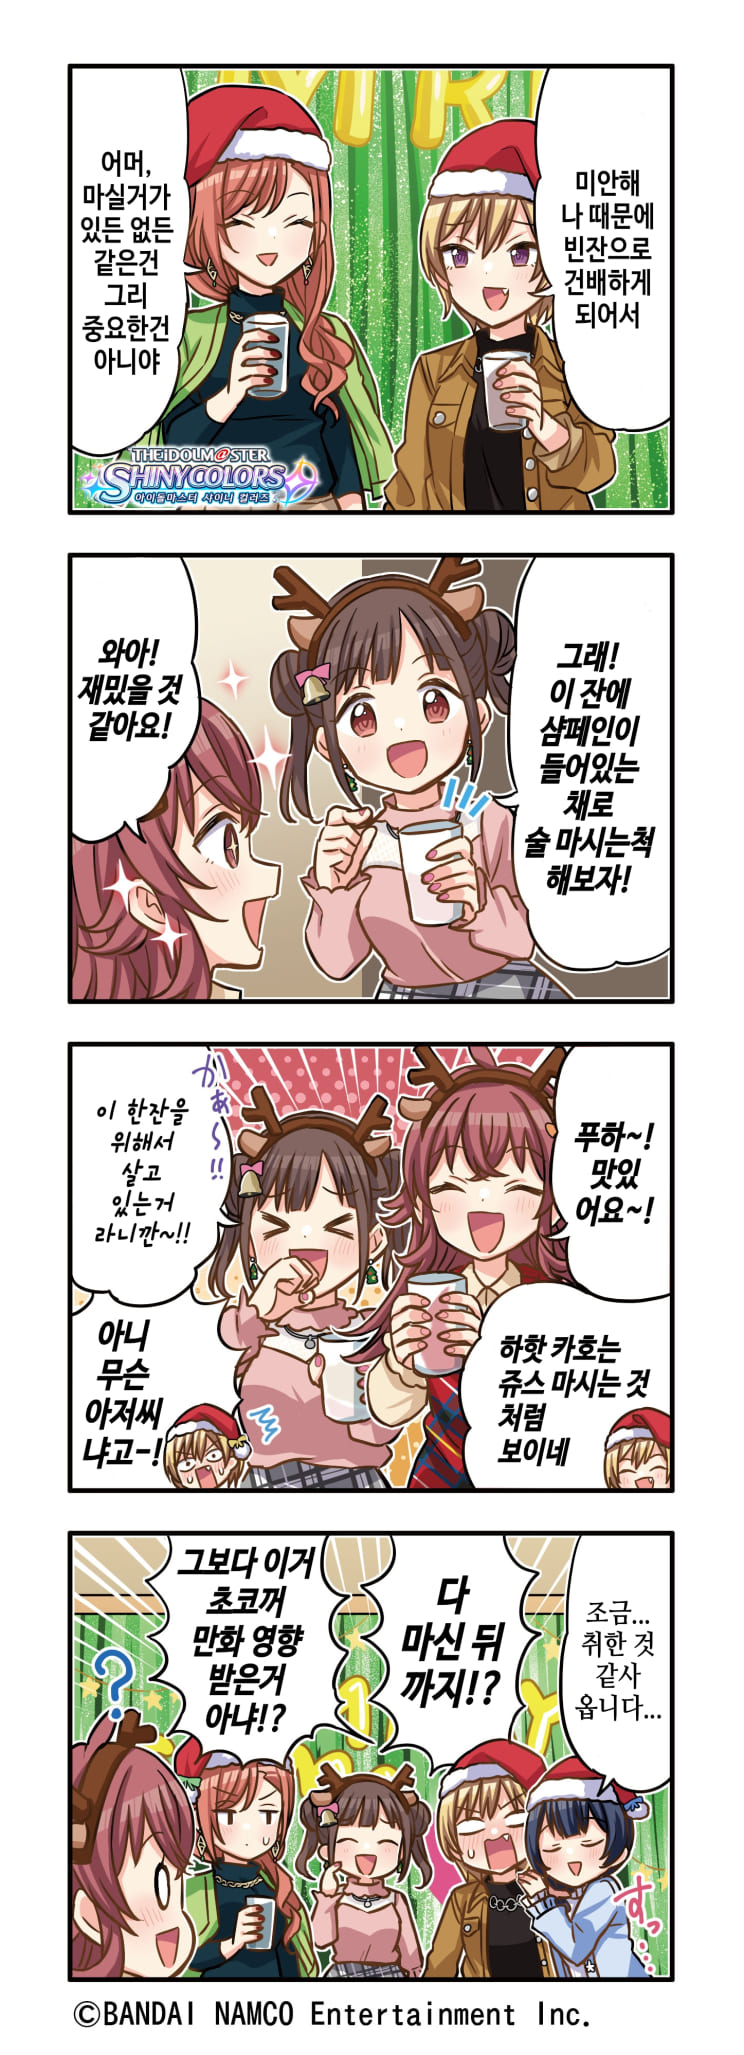 MR
미안해
나 때문에
빈잔으로
건배하게
되어서
어머,
마실거가
있든 없든
같은건
그리
중요한건
아니야
THE iDOLM@STER
SHINYCOLORS
아이돌마스터 샤이니 컬러즈
그래!
이 잔에
샴페인이
들어있는
채로
술 마시는척
해보자!
와아!
재밌을 것
같아요!
푸하~!
맛있
어요~!
하핫 카호는
쥬스 마시는 것
처럼
보이네
かぁ~!!
이 한잔을
위해서
살고
있는거
라니깐~!!
아니
무슨
아저씨
냐고-!
조금...
취한 것
같사
옵니다...
すっ...
다
마신 뒤
까지!?
그보다 이거
초코꺼
만화 영향
받은거
아냐!?
?
©BANDAI NAMCO Entertainment Inc.